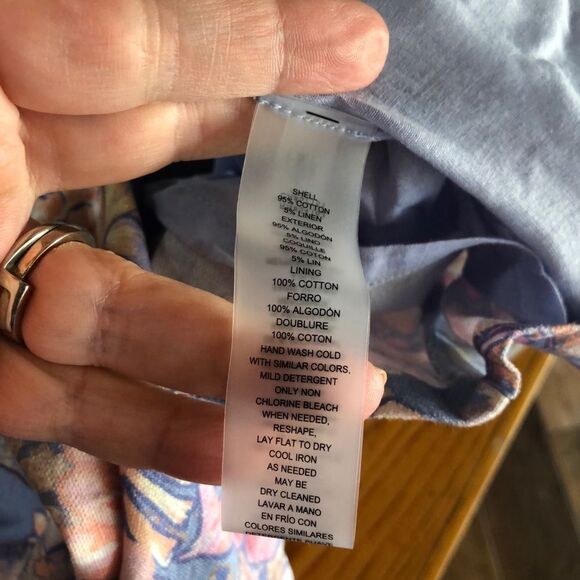 SHELL
95% COTTON
5% LINEN
EXTERIOR
95% ALGODÓN
5% LINO
COQUILLE
95% COTON
5% LIN
LINING
100% COTTON
FORRO
100% ALGODÓN
DOUBLURE
100% COTON
HAND WASH COLD
WITH SIMILAR COLORS,
MILD DETERGENT
ONLY NON
CHLORINE BLEACH
WHEN NEEDED,
RESHAPE,
LAY FLAT TO DRY
COOL IRON
AS NEEDED
MAY BE
DRY CLEANED
LAVAR A MANO
EN FRÍO CON
COLORES SIMILARES
DETERGENTE SUAVE